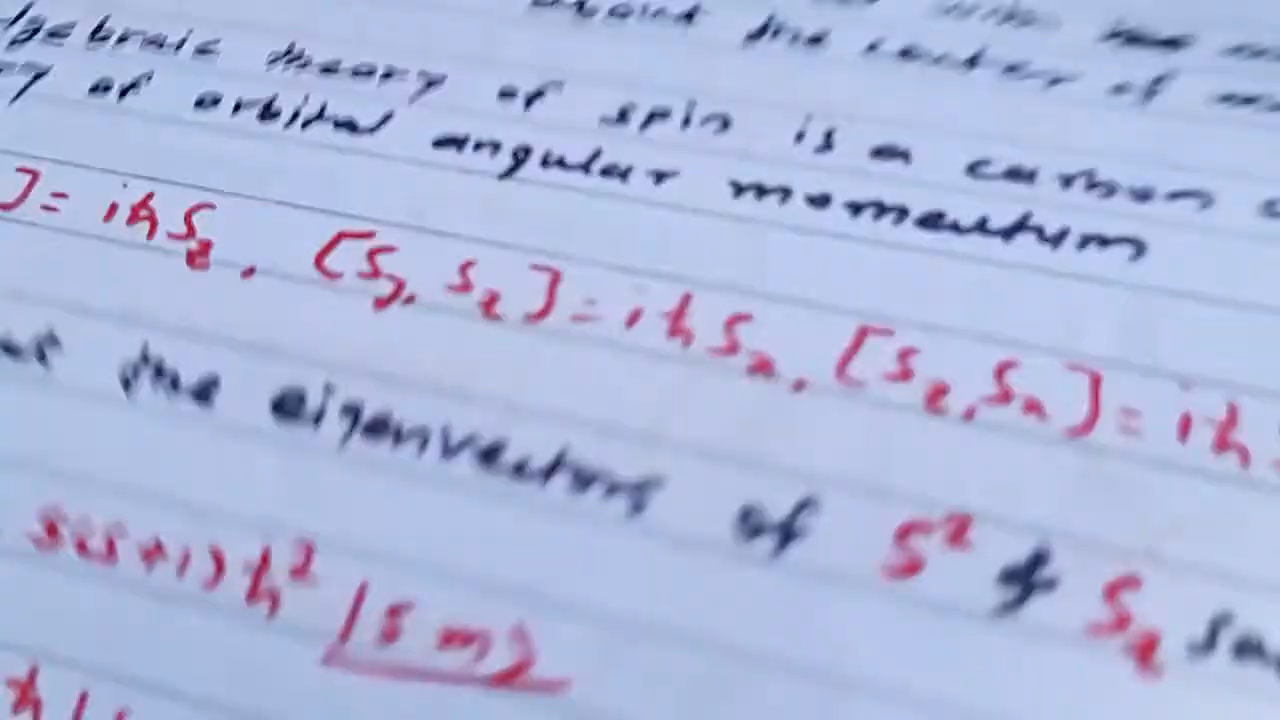 about the center of
algebraic theory of spin is a carbon
of orbital angular momentum
] = iħS_z, [S_y, S_z] = iħS_x, [S_z, S_x] = iħ
the eigenvectors of S² & S_z
s(s+1)ħ² |s m⟩
ħ